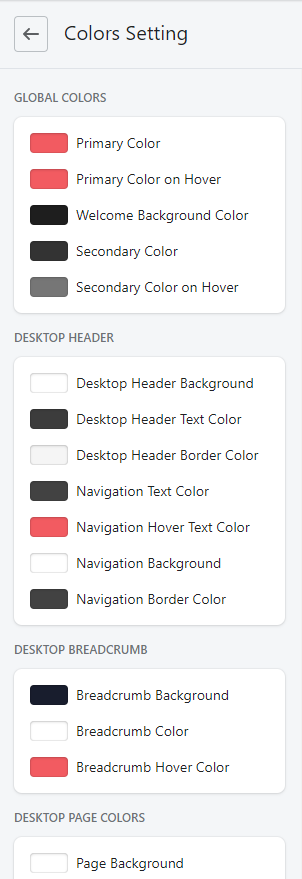 Colors Setting
GLOBAL COLORS
Primary Color
Primary Color on Hover
Welcome Background Color
Secondary Color
Secondary Color on Hover
DESKTOP HEADER
Desktop Header Background
Desktop Header Text Color
Desktop Header Border Color
Navigation Text Color
Navigation Hover Text Color
Navigation Background
Navigation Border Color
DESKTOP BREADCRUMB
Breadcrumb Background
Breadcrumb Color
Breadcrumb Hover Color
DESKTOP PAGE COLORS
Page Background